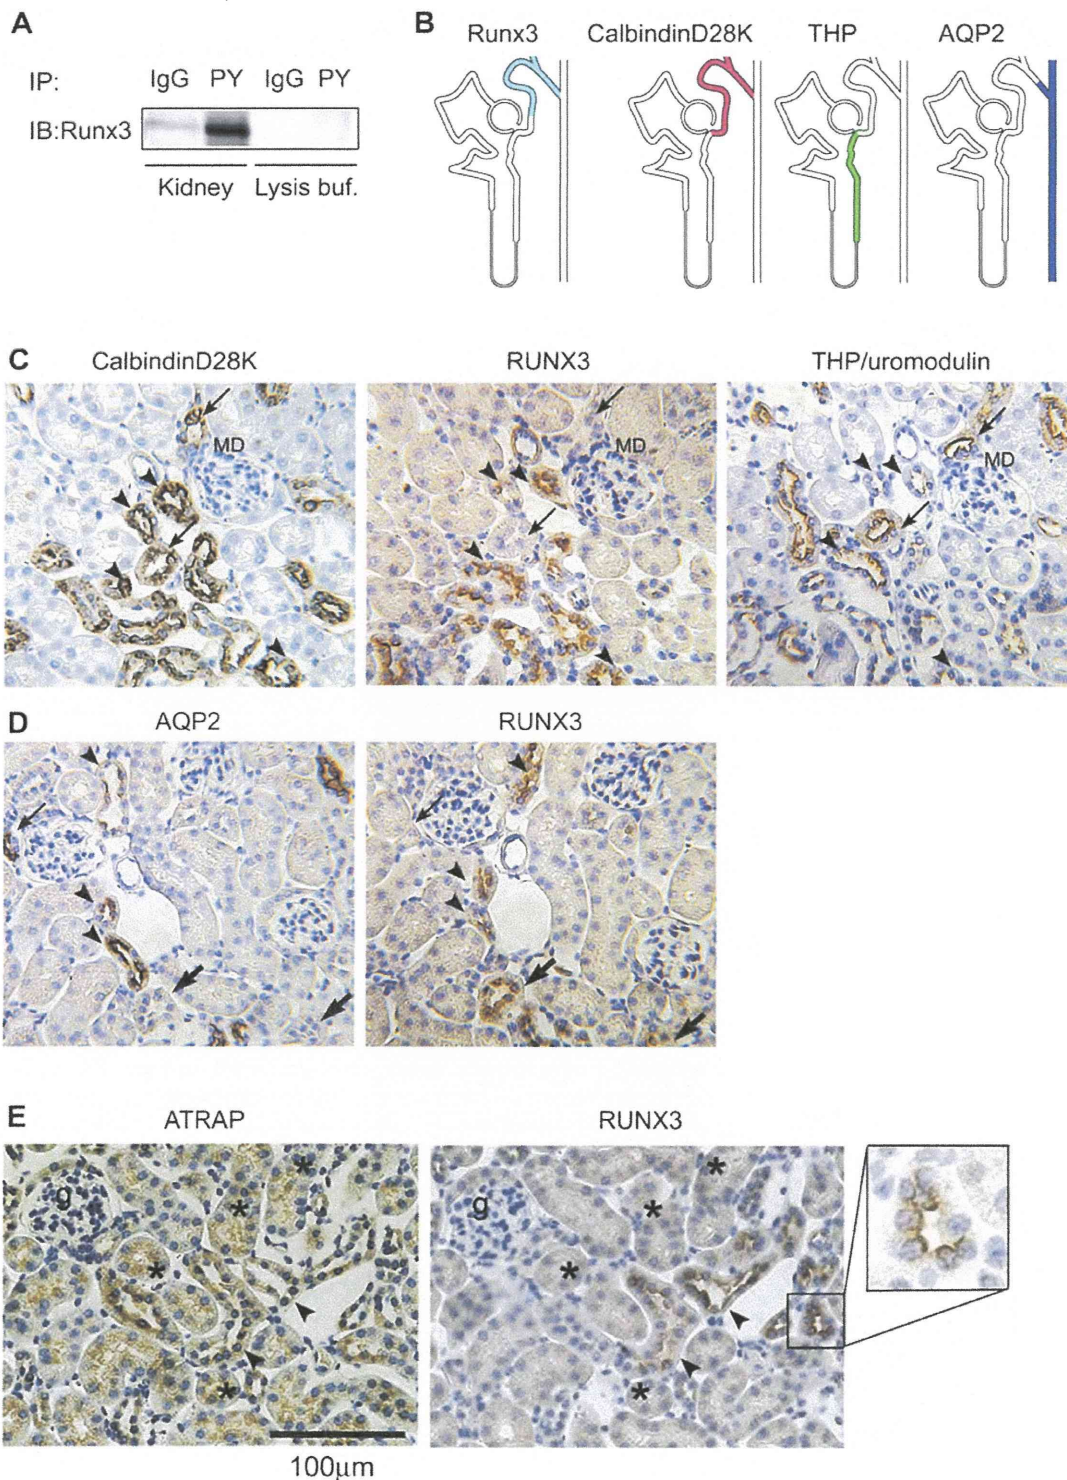 A
IP:
IgG PY IgG PY
IB:Runx3
Kidney Lysis buf.
B
Runx3 CalbindinD28K THP AQP2
C
CalbindinD28K RUNX3 THP/uromodulin
MD MD MD
D
AQP2 RUNX3
E
ATRAP RUNX3
g g
* * * * * * * *
100μm